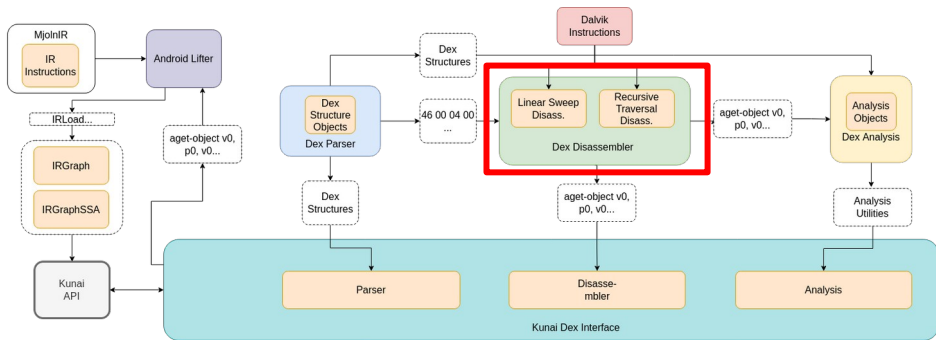 MjolnIR
IR
Instructions
Android Lifter
IRLoad...
aget-object v0,
p0, v0...
IRGraph
IRGraphSSA
Kunai
API
Dalvik
Instructions
Dex
Structures
Dex
Structure
Objects
Dex Parser
46 00 04 00
...
Linear Sweep
Disass.
Recursive
Traversal
Disass.
Dex Disassembler
aget-object v0,
p0, v0...
Analysis
Objects
Dex Analysis
Dex
Structures
aget-object v0,
p0, v0...
Analysis
Utilities
Parser
Disasse-
mbler
Analysis
Kunai Dex Interface